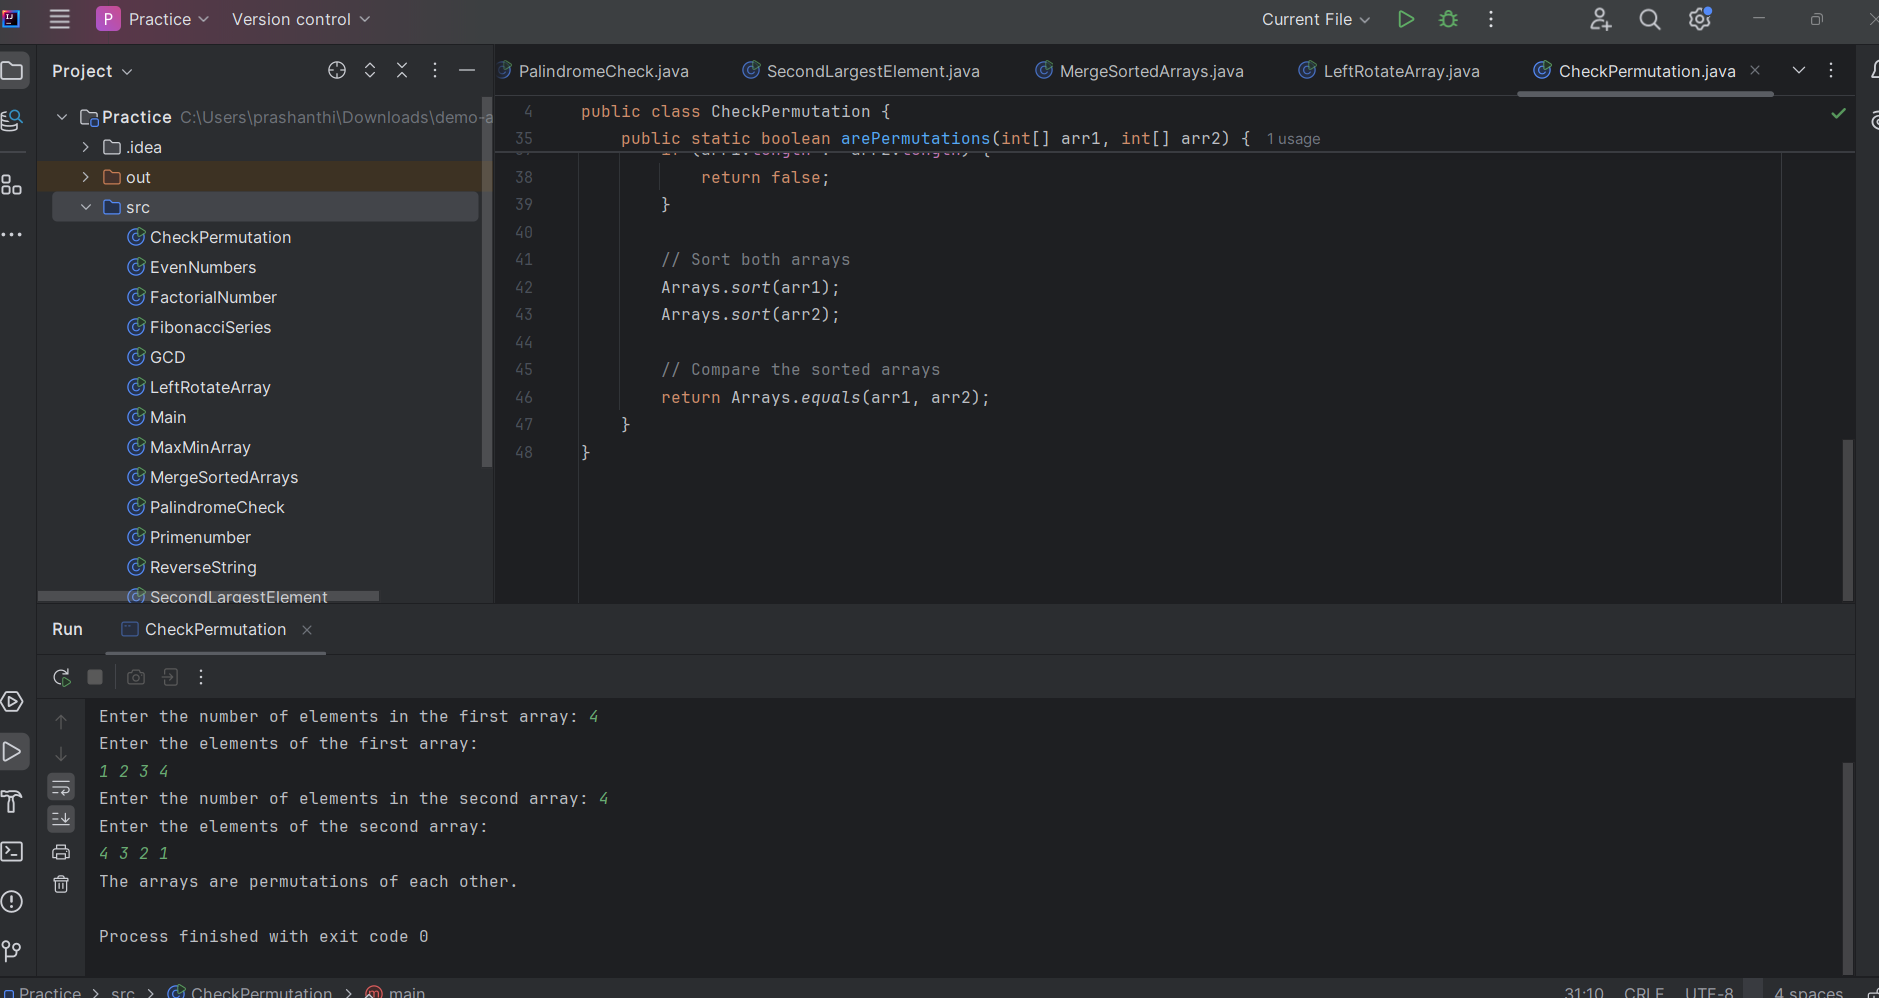 P Practice Version control Current File
Project
PalindromeCheck.java SecondLargestElement.java MergeSortedArrays.java LeftRotateArray.java CheckPermutation.java
Practice C:\Users\prashanthi\Downloads\demo-a
.idea
out
src
CheckPermutation
EvenNumbers
FactorialNumber
FibonacciSeries
GCD
LeftRotateArray
Main
MaxMinArray
MergeSortedArrays
PalindromeCheck
Primenumber
ReverseString
SecondLargestElement
4 public class CheckPermutation {
35 public static boolean arePermutations(int[] arr1, int[] arr2) { 1 usage
38 return false;
39 }
40
41 // Sort both arrays
42 Arrays.sort(arr1);
43 Arrays.sort(arr2);
44
45 // Compare the sorted arrays
46 return Arrays.equals(arr1, arr2);
47 }
48 }
Run CheckPermutation
Enter the number of elements in the first array: 4
Enter the elements of the first array:
1 2 3 4
Enter the number of elements in the second array: 4
Enter the elements of the second array:
4 3 2 1
The arrays are permutations of each other.
Process finished with exit code 0
Practice > src > CheckPermutation > main 31:10 CRLF UTF-8 4 spaces